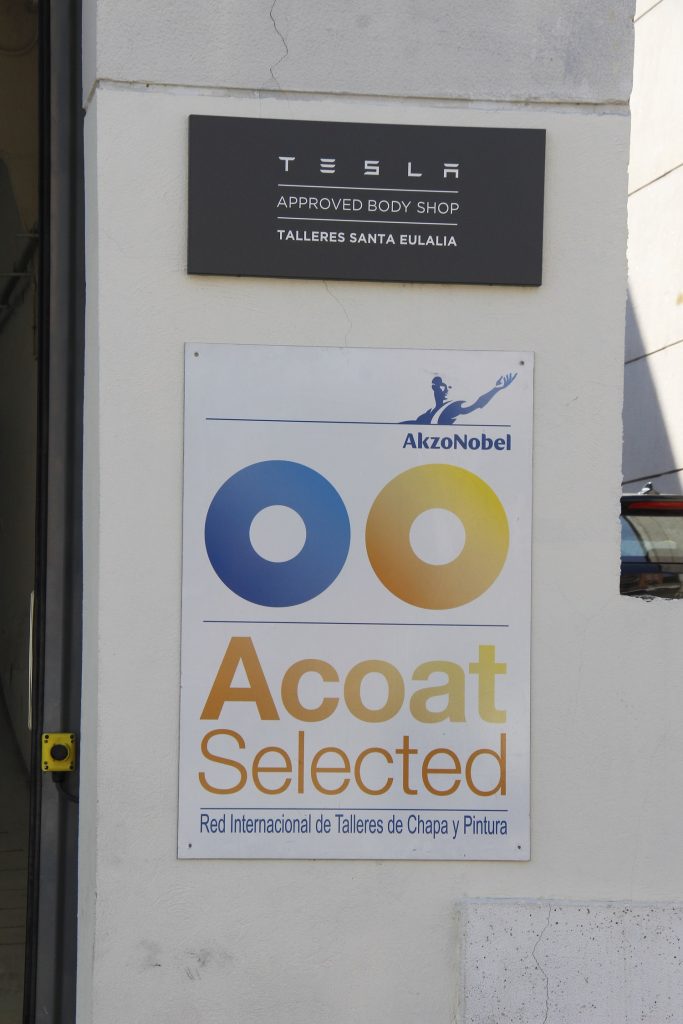 TESLA
APPROVED BODY SHOP
TALLERES SANTA EULALIA
AkzoNobel
Acoat
Selected
Red Internacional de Talleres de Chapa y Pintura